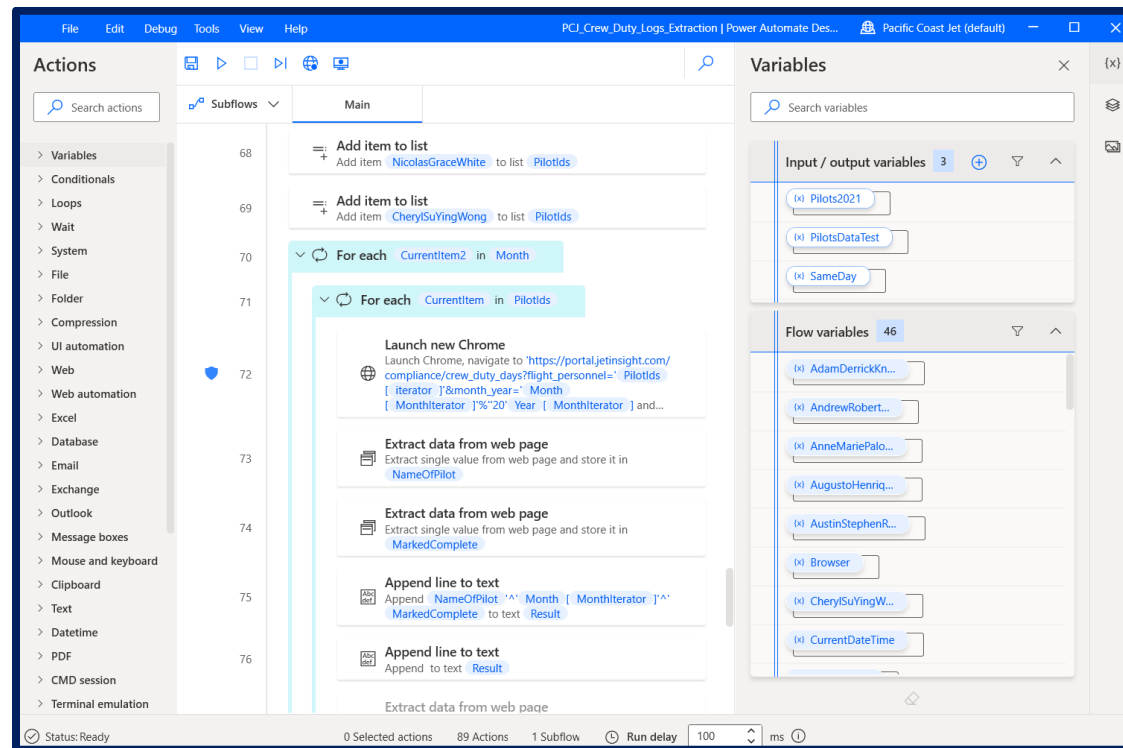 File Edit Debug Tools View Help PCJ_Crew_Duty_Logs_Extraction | Power Automate Des... Pacific Coast Jet (default)
Actions
Search actions
Variables
Conditionals
Loops
Wait
System
File
Folder
Compression
UI automation
Web
Web automation
Excel
Database
Email
Exchange
Outlook
Message boxes
Mouse and keyboard
Clipboard
Text
Datetime
PDF
CMD session
Terminal emulation
Subflows Main
68 Add item to list
Add item NicolasGraceWhite to list PilotIds
69 Add item to list
Add item CherylSuYingWong to list PilotIds
70 For each CurrentItem2 in Month
71 For each CurrentItem in PilotIds
Launch new Chrome
Launch Chrome, navigate to 'https://portal.jetinsight.com/
72 compliance/crew_duty_days?flight_personnel=' PilotIds
[ iterator ]'&month_year=' Month
[ MonthIterator ]'%"20' Year [ MonthIterator ] and...
Extract data from web page
73 Extract single value from web page and store it in
NameOfPilot
Extract data from web page
74 Extract single value from web page and store it in
MarkedComplete
Append line to text
75 Append NameOfPilot '^' Month [ MonthIterator ]'^'
MarkedComplete to text Result
Append line to text
76 Append to text Result
Extract data from web page
Variables
{x}
Search variables
Input / output variables 3
{x} Pilots2021
{x} PilotsDataTest
{x} SameDay
Flow variables 46
{x} AdamDerrickKn...
{x} AndrewRobert...
{x} AnneMariePalo...
{x} AugustoHenriq...
{x} AustinStephenR...
{x} Browser
{x} CherylSuYingW...
{x} CurrentDateTime
Status: Ready 0 Selected actions 89 Actions 1 Subflow Run delay 100 ms